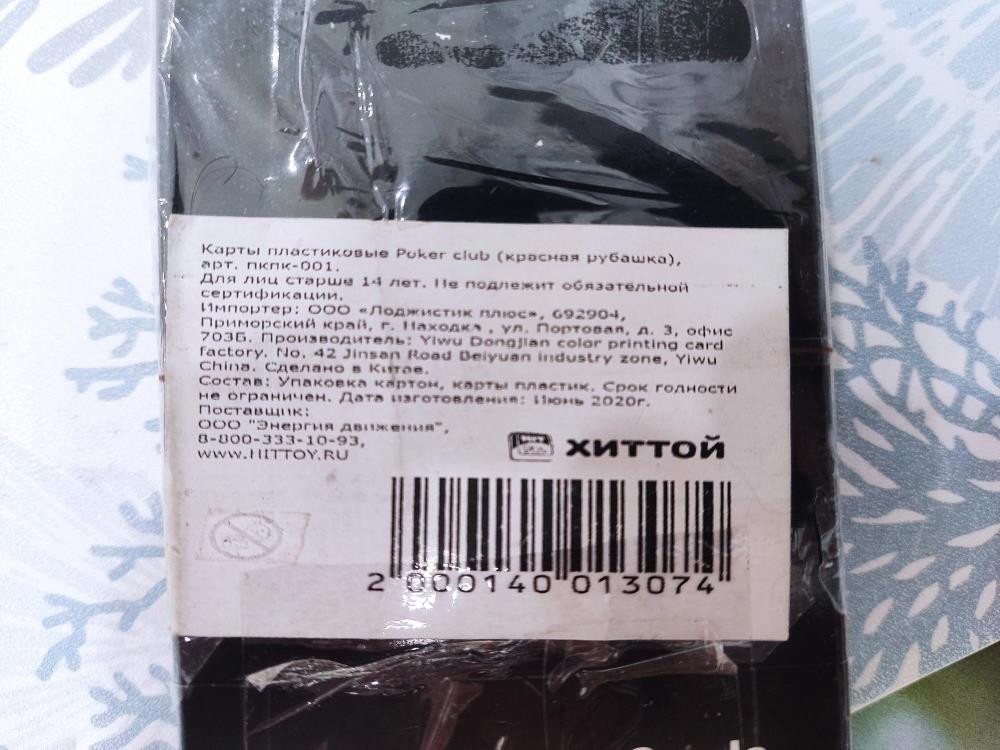 Карты пластиковые Poker club (красная рубашка),
арт. пкпк-001.
Для лиц старше 14 лет. Не подлежит обязательной
сертификации.
Импортер: ООО «Лоджистик плюс», 692904,
Приморский край, г. Находка , ул. Портовая, д. 3, офис
703Б. Производитель: Yiwu Dongjian color printing card
factory. No. 42 Jinsan Road Beiyuan industry zone, Yiwu
China. Сделано в Китае.
Состав: Упаковка картон, карты пластик. Срок годности
не ограничен. Дата изготовления: Июнь 2020г.
Поставщик:
ООО "Энергия движения",
8-800-333-10-93,
www.HITTOY.RU
ХИТТОЙ
2 000140 013074